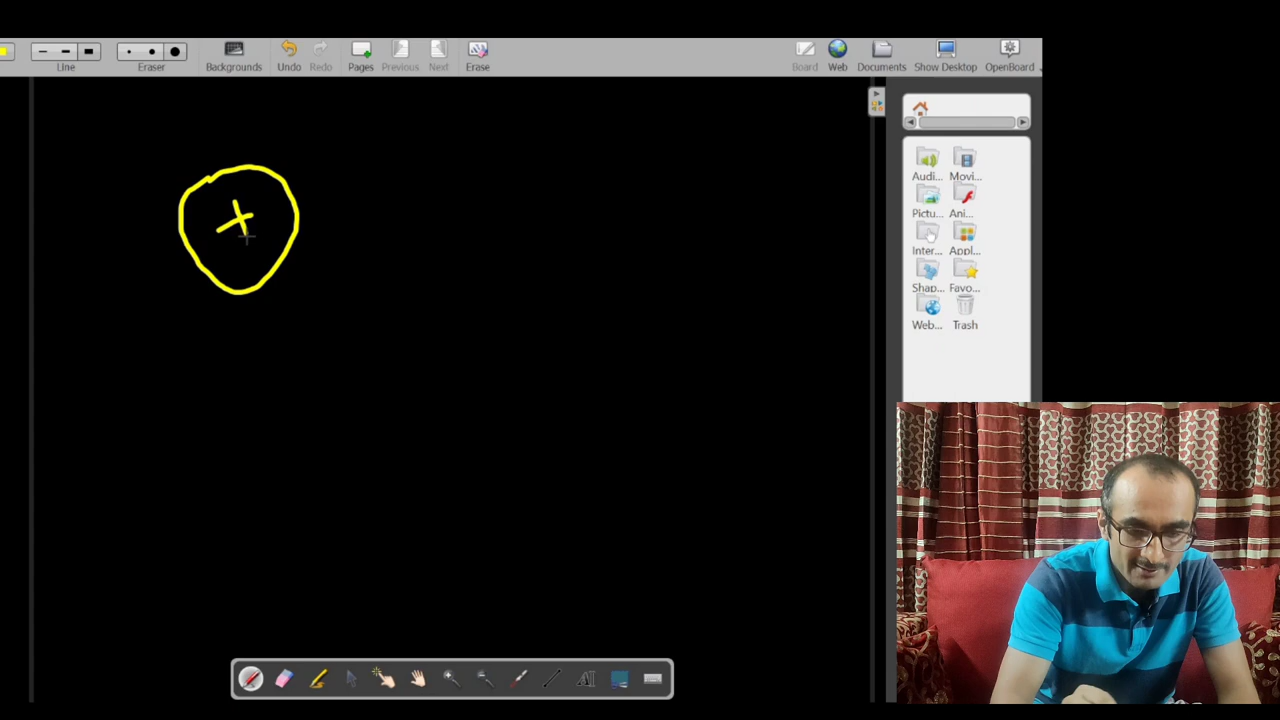 Line Eraser Backgrounds Undo Redo Pages Previous Next Erase Board Web Documents Show Desktop OpenBoard
+
Audi... Movi...
Pictu... Ani...
Inter... Appl...
Shap... Favo...
Web... Trash
AI